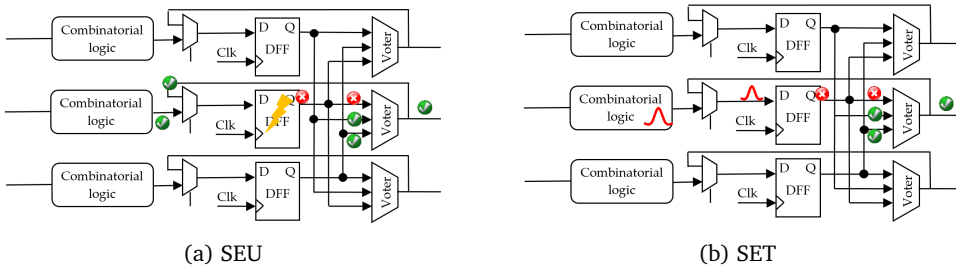 Combinatorial
logic
D Q
DFF
Clk
Voter
Combinatorial
logic
D Q
DFF
Clk
Voter
Combinatorial
logic
D Q
DFF
Clk
Voter
(a) SEU
Combinatorial
logic
D Q
DFF
Clk
Voter
Combinatorial
logic
D Q
DFF
Clk
Voter
Combinatorial
logic
D Q
DFF
Clk
Voter
(b) SET